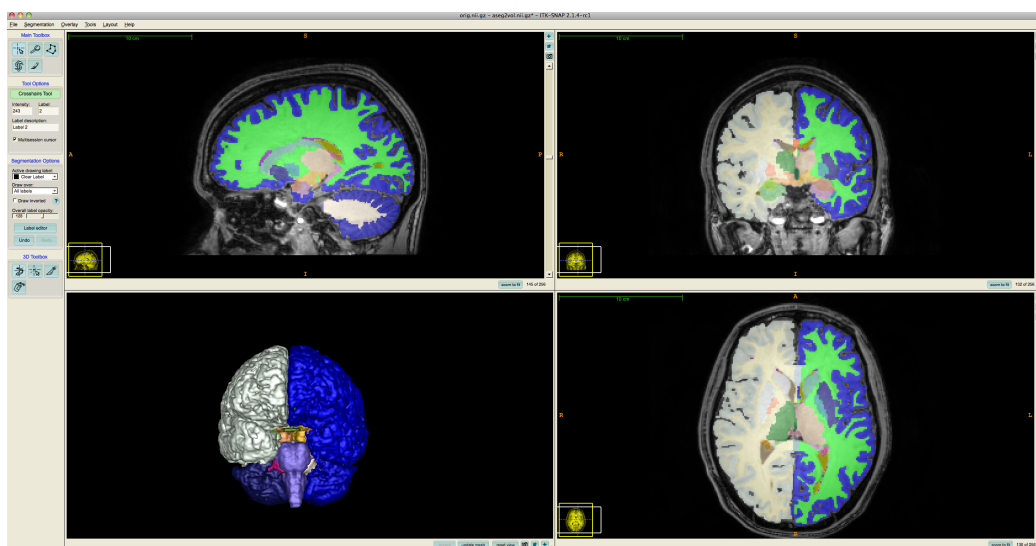 orig.nii.gz – aseg2vol.nii.gz* – ITK-SNAP 2.1.4-rc1
File Segmentation Overlay Tools Layout Help
Main Toolbox
Tool Options
Crosshairs Tool
Intensity: Label:
243 2
Label description:
Label 2
Multisession cursor
Segmentation Options
Active drawing label:
Clear Label
Draw over:
All labels
Draw inverted ?
Overall label opacity:
128
Label editor
Undo
3D Toolbox
10 cm
S
A
P
I
zoom to fit 145 of 256
10 cm
S
R
L
I
zoom to fit 132 of 256
update mesh reset view
10 cm
A
R
L
P
zoom to fit 138 of 256